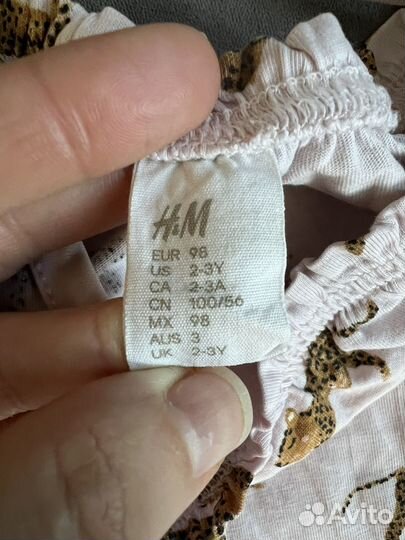 H&M
EUR 98
US 2-3Y
CA 2-3A
CN 100/56
MX 98
AUS 3
UK 2-3Y
Avito